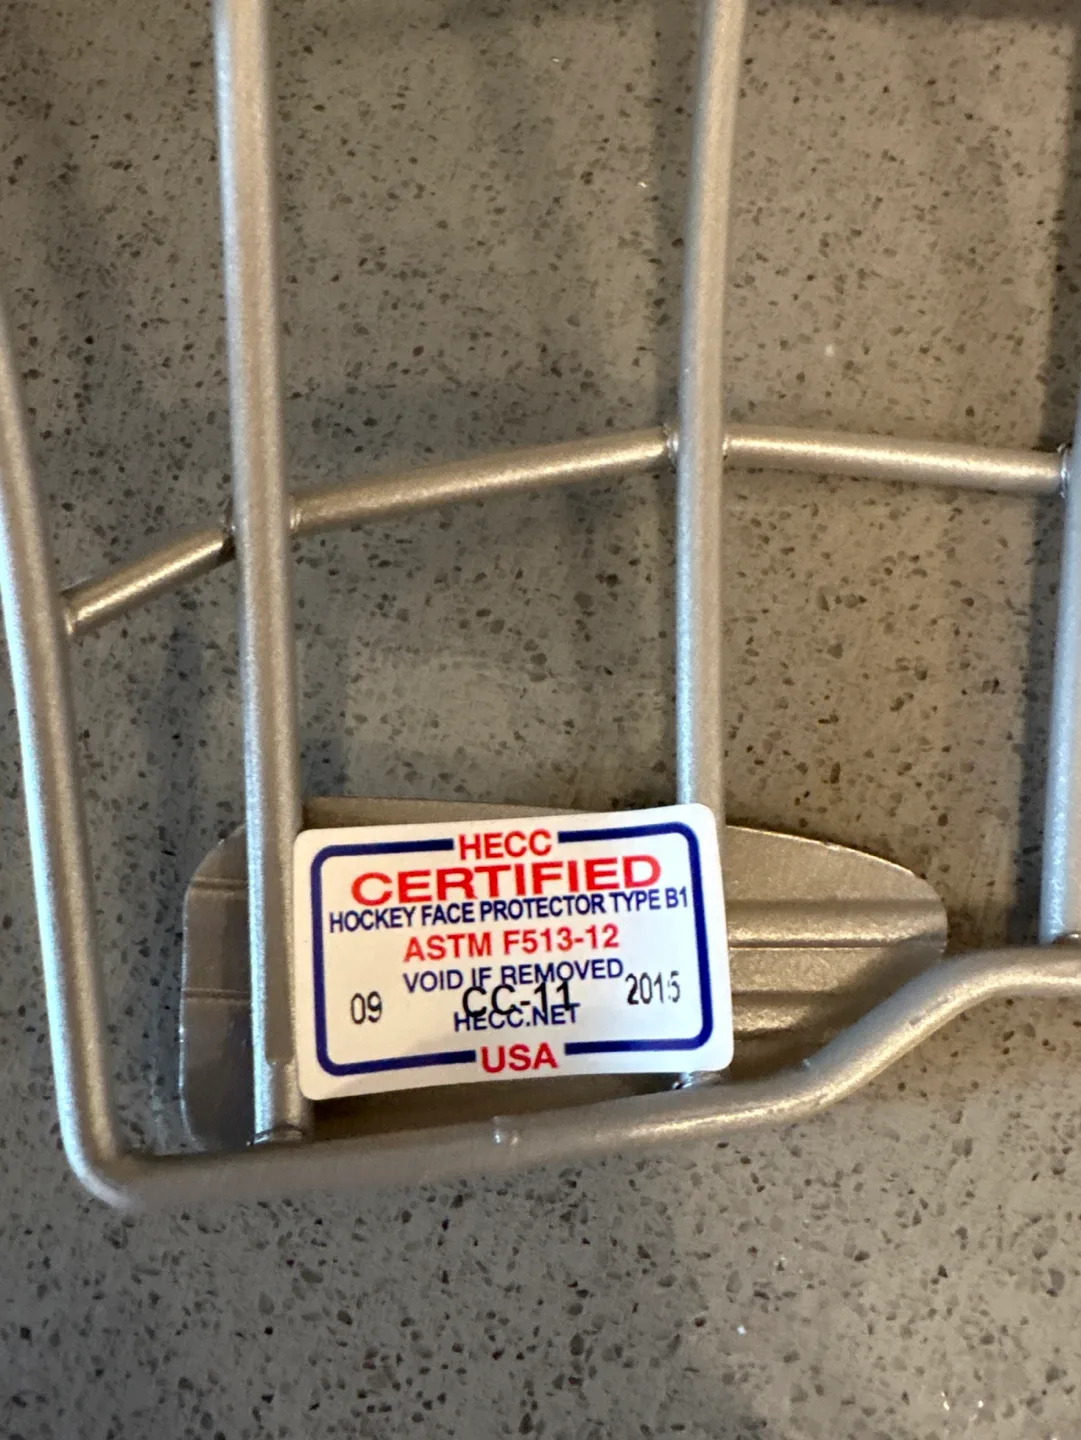 HECC
CERTIFIED
HOCKEY FACE PROTECTOR TYPE B1
ASTM F513-12
VOID IF REMOVED
09 CC-11 2015
HECC.NET
USA